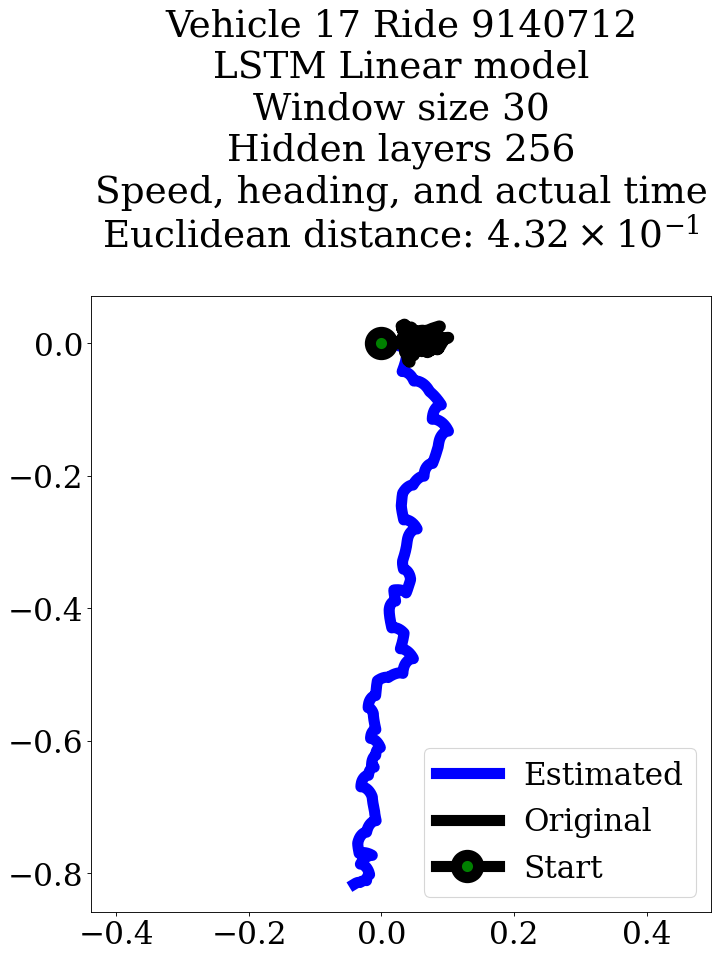 Vehicle 17 Ride 9140712
LSTM Linear model
Window size 30
Hidden layers 256
Speed, heading, and actual time
Euclidean distance: 4.32 × 10⁻¹
0.0
−0.2
−0.4
−0.6
−0.8
Estimated
Original
Start
−0.4 −0.2 0.0 0.2 0.4